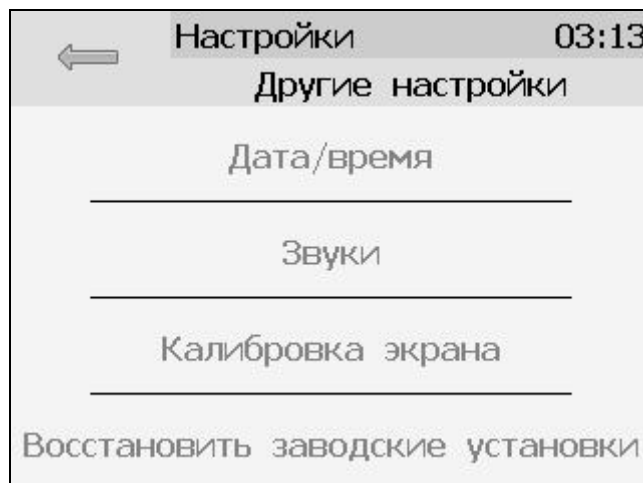 Настройки 03:13
Другие настройки
Дата/время
Звуки
Калибровка экрана
Восстановить заводские установки